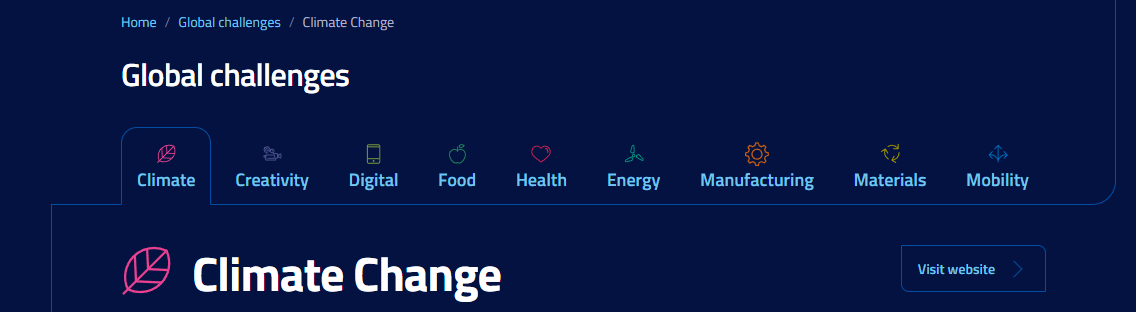 Home / Global challenges / Climate Change
Global challenges
Climate Creativity Digital Food Health Energy Manufacturing Materials Mobility
Climate Change
Visit website